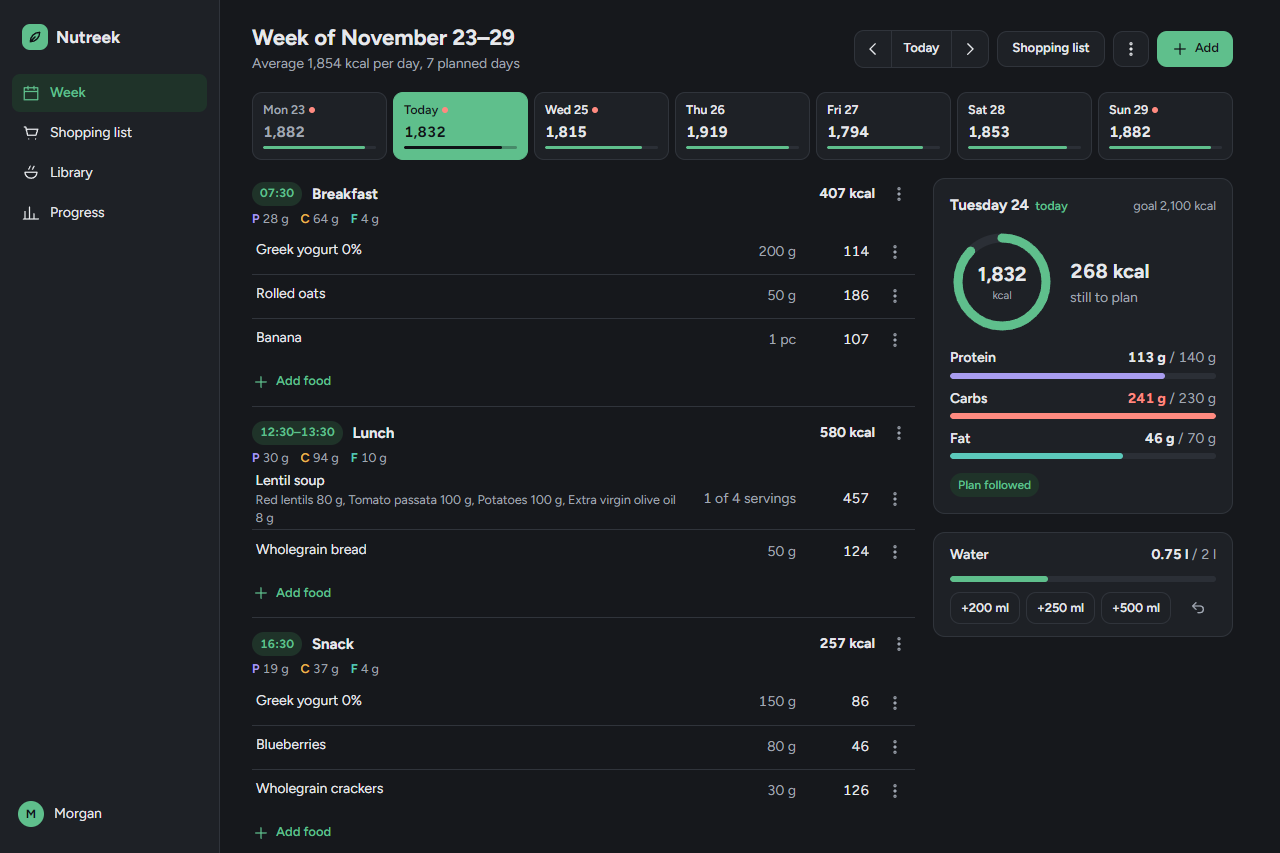 Nutreek
Week
Shopping list
Library
Progress
M Morgan
Week of November 23–29
Average 1,854 kcal per day, 7 planned days
Today
Shopping list
Add
Mon 23
1,882
Today
1,832
Wed 25
1,815
Thu 26
1,919
Fri 27
1,794
Sat 28
1,853
Sun 29
1,882
07:30 Breakfast 407 kcal
P 28 g C 64 g F 4 g
Greek yogurt 0% 200 g 114
Rolled oats 50 g 186
Banana 1 pc 107
Add food
12:30–13:30 Lunch 580 kcal
P 30 g C 94 g F 10 g
Lentil soup
Red lentils 80 g, Tomato passata 100 g, Potatoes 100 g, Extra virgin olive oil
8 g
1 of 4 servings 457
Wholegrain bread 50 g 124
Add food
16:30 Snack 257 kcal
P 19 g C 37 g F 4 g
Greek yogurt 0% 150 g 86
Blueberries 80 g 46
Wholegrain crackers 30 g 126
Add food
Tuesday 24 today goal 2,100 kcal
1,832
kcal
268 kcal
still to plan
Protein 113 g / 140 g
Carbs 241 g / 230 g
Fat 46 g / 70 g
Plan followed
Water 0.75 l / 2 l
+200 ml +250 ml +500 ml